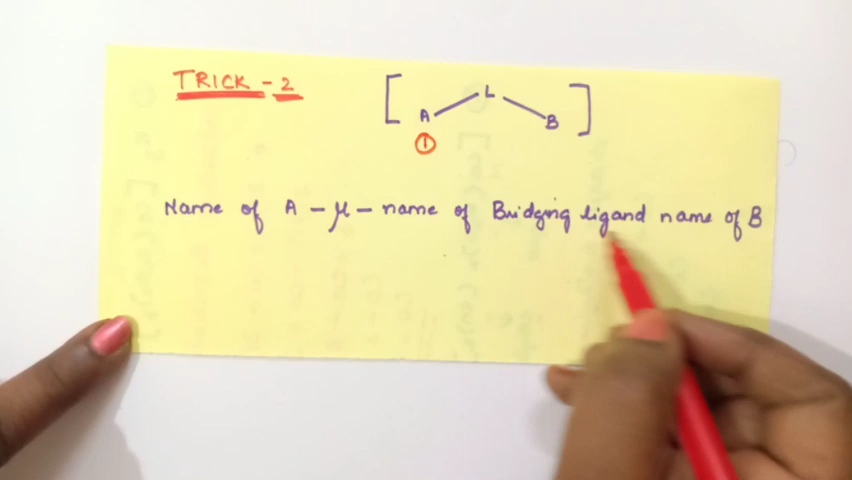 TRICK - 2
[ A L B ]
1
Name of A - μ - name of Bridging ligand name of B